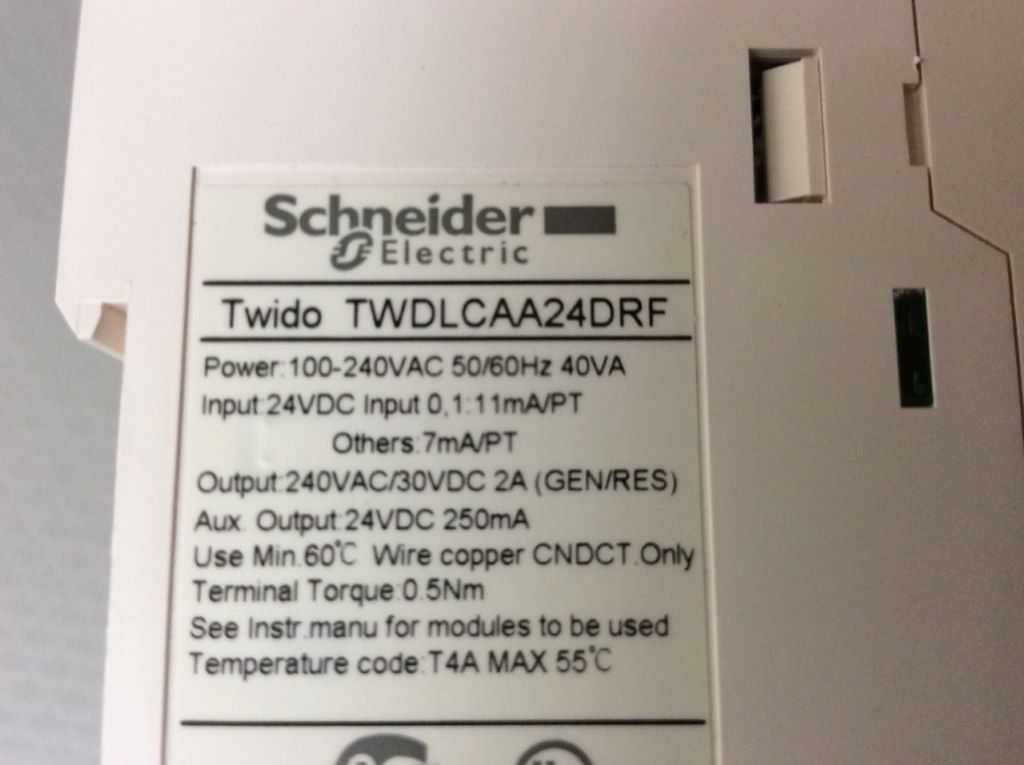 Schneider
Electric
Twido TWDLCAA24DRF
Power:100-240VAC 50/60Hz 40VA
Input:24VDC Input 0,1:11mA/PT
Others:7mA/PT
Output:240VAC/30VDC 2A (GEN/RES)
Aux. Output:24VDC 250mA
Use Min.60℃ Wire copper CNDCT.Only
Terminal Torque:0.5Nm
See Instr.manu for modules to be used
Temperature code:T4A MAX 55℃